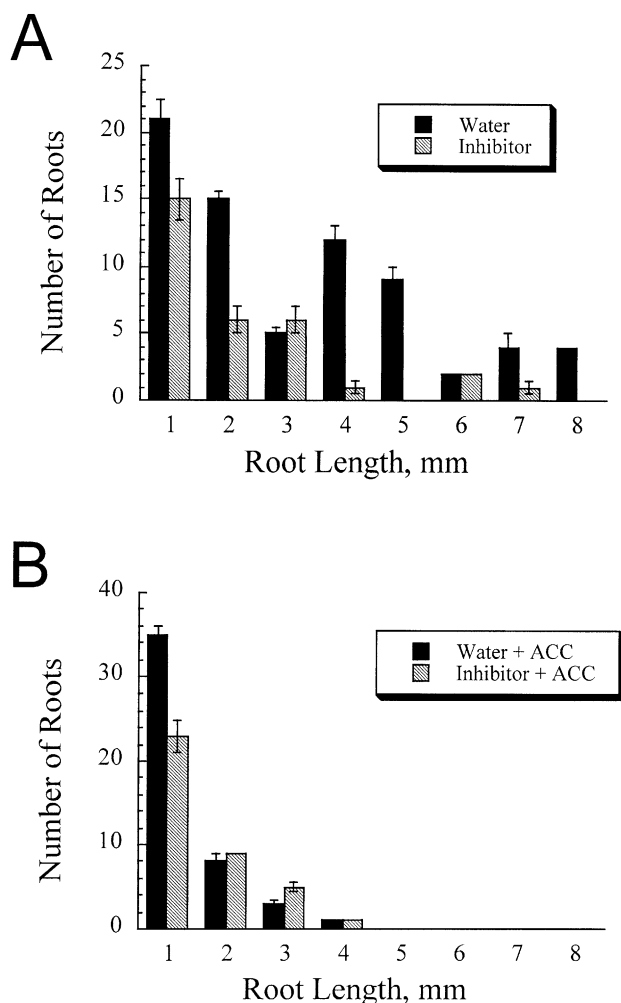 A
25
20
15
10
5
0
Number of Roots
Water
Inhibitor
1 2 3 4 5 6 7 8
Root Length, mm
B
40
30
20
10
0
Number of Roots
Water + ACC
Inhibitor + ACC
1 2 3 4 5 6 7 8
Root Length, mm